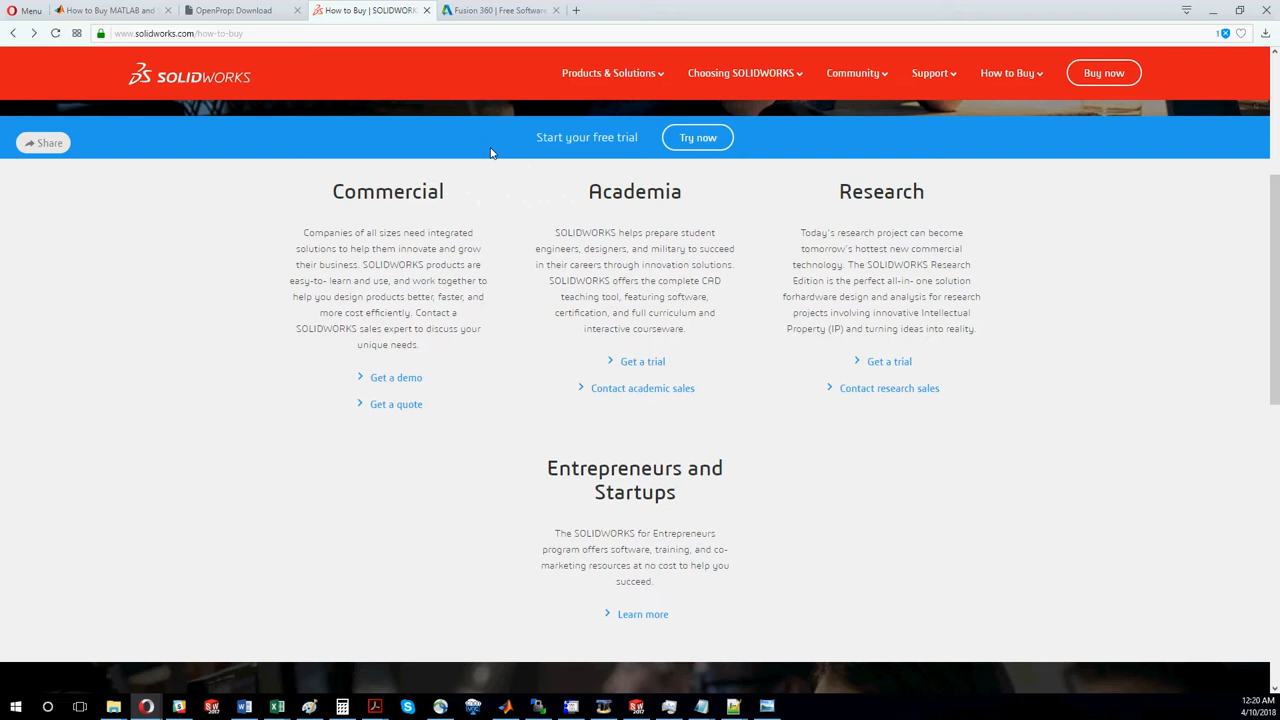 Menu
How to Buy MATLAB and S
OpenProp: Download
How to Buy | SOLIDWORK
Fusion 360 | Free Software
www.solidworks.com/how-to-buy
1
SOLIDWORKS
Products & Solutions
Choosing SOLIDWORKS
Community
Support
How to Buy
Buy now
Share
Start your free trial
Try now
Commercial
Companies of all sizes need integrated
solutions to help them innovate and grow
their business. SOLIDWORKS products are
easy-to- learn and use, and work together to
help you design products better, faster, and
more cost efficiently. Contact a
SOLIDWORKS sales expert to discuss your
unique needs.
Get a demo
Get a quote
Academia
SOLIDWORKS helps prepare student
engineers, designers, and military to succeed
in their careers through innovation solutions.
SOLIDWORKS offers the complete CAD
teaching tool, featuring software,
certification, and full curriculum and
interactive courseware.
Get a trial
Contact academic sales
Research
Today's research project can become
tomorrow's hottest new commercial
technology. The SOLIDWORKS Research
Edition is the perfect all-in- one solution
forhardware design and analysis for research
projects involving innovative Intellectual
Property (IP) and turning ideas into reality.
Get a trial
Contact research sales
Entrepreneurs and
Startups
The SOLIDWORKS for Entrepreneurs
program offers software, training, and co-
marketing resources at no cost to help you
succeed.
Learn more
12:20 AM
4/10/2018